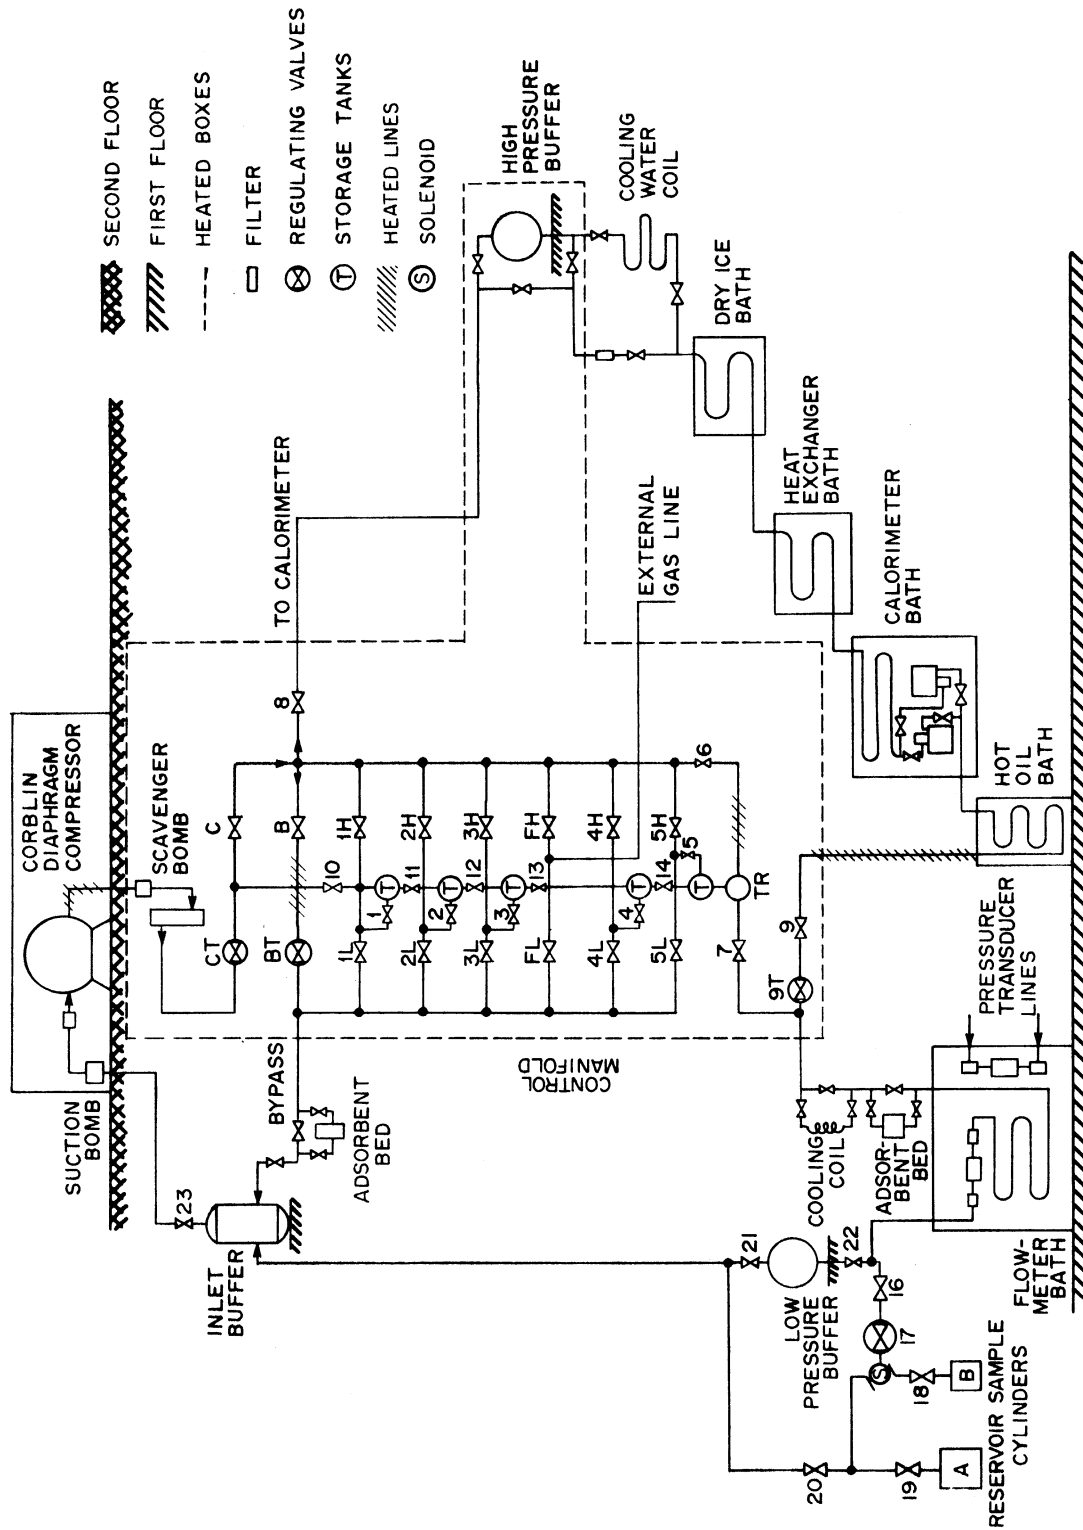 SECOND FLOOR
FIRST FLOOR
HEATED BOXES
FILTER
REGULATING VALVES
T
STORAGE TANKS
HEATED LINES
S
SOLENOID
CORBLIN
DIAPHRAGM
COMPRESSOR
SUCTION
BOMB
SCAVENGER
BOMB
23
INLET
BUFFER
BYPASS
ADSORBENT
BED
CONTROL
MANIFOLD
TO CALORIMETER
8
HIGH
PRESSURE
BUFFER
COOLING
WATER
COIL
DRY ICE
BATH
HEAT
EXCHANGER
BATH
EXTERNAL
GAS LINE
CALORIMETER
BATH
HOT
OIL
BATH
CT
C
BT
B
10
1L
1
T
1H
11
2L
2
T
2H
12
3L
3
T
3H
13
FL
FH
4L
4
T
4H
14
5L
T
5
5H
6
7
TR
9T
9
PRESSURE
TRANSDUCER
LINES
COOLING
COIL
ADSOR-
BENT
BED
FLOW-
METER
BATH
21
LOW
PRESSURE
BUFFER
22
16
17
S
18
B
20
19
A
RESERVOIR SAMPLE
CYLINDERS